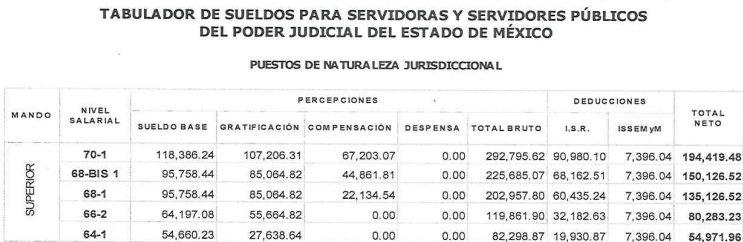 TABULADOR DE SUELDOS PARA SERVIDORAS Y SERVIDORES PÚBLICOS
DEL PODER JUDICIAL DEL ESTADO DE MÉXICO
PUESTOS DE NATURALEZA JURISDICCIONAL
MANDO NIVEL SALARIAL PERCEPCIONES DEDUCCIONES TOTAL NETO
SUELDO BASE GRATIFICACIÓN COMPENSACIÓN DESPENSA TOTAL BRUTO I.S.R. ISSEMyM
SUPERIOR
70-1 118,386.24 107,206.31 67,203.07 0.00 292,795.62 90,980.10 7,396.04 194,419.48
68-BIS 1 95,758.44 85,064.82 44,861.81 0.00 225,685.07 68,162.51 7,396.04 150,126.52
68-1 95,758.44 85,064.82 22,134.54 0.00 202,957.80 60,435.24 7,396.04 135,126.52
66-2 64,197.08 55,664.82 0.00 0.00 119,861.90 32,182.63 7,396.04 80,283.23
64-1 54,660.23 27,638.64 0.00 0.00 82,298.87 19,930.87 7,396.04 54,971.96